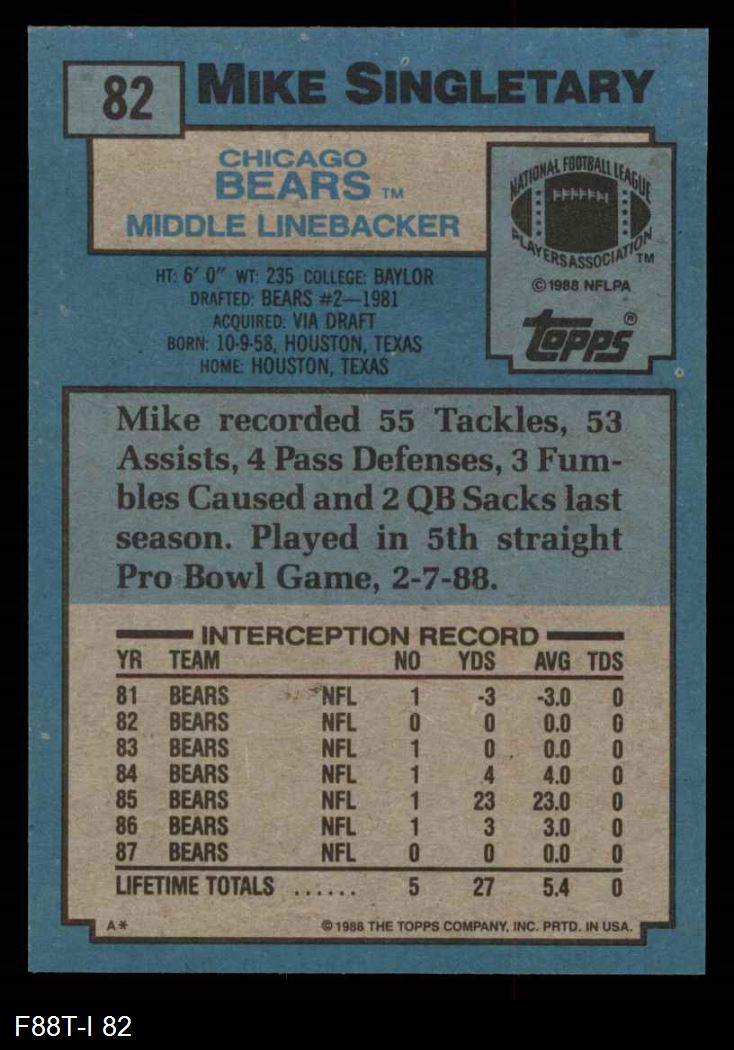 82
MIKE SINGLETARY
CHICAGO
BEARS TM
MIDDLE LINEBACKER
NATIONAL FOOTBALL LEAGUE
PLAYERS ASSOCIATION TM
© 1988 NFLPA
topps®
HT: 6' 0" WT: 235 COLLEGE: BAYLOR
DRAFTED: BEARS #2—1981
ACQUIRED: VIA DRAFT
BORN: 10-9-58, HOUSTON, TEXAS
HOME: HOUSTON, TEXAS
Mike recorded 55 Tackles, 53
Assists, 4 Pass Defenses, 3 Fum-
bles Caused and 2 QB Sacks last
season. Played in 5th straight
Pro Bowl Game, 2-7-88.
INTERCEPTION RECORD
YR TEAM NO YDS AVG TDS
81 BEARS NFL 1 -3 -3.0 0
82 BEARS NFL 0 0 0.0 0
83 BEARS NFL 1 0 0.0 0
84 BEARS NFL 1 4 4.0 0
85 BEARS NFL 1 23 23.0 0
86 BEARS NFL 1 3 3.0 0
87 BEARS NFL 0 0 0.0 0
LIFETIME TOTALS ...... 5 27 5.4 0
A* © 1988 THE TOPPS COMPANY, INC. PRTD. IN USA.
F88T-I 82